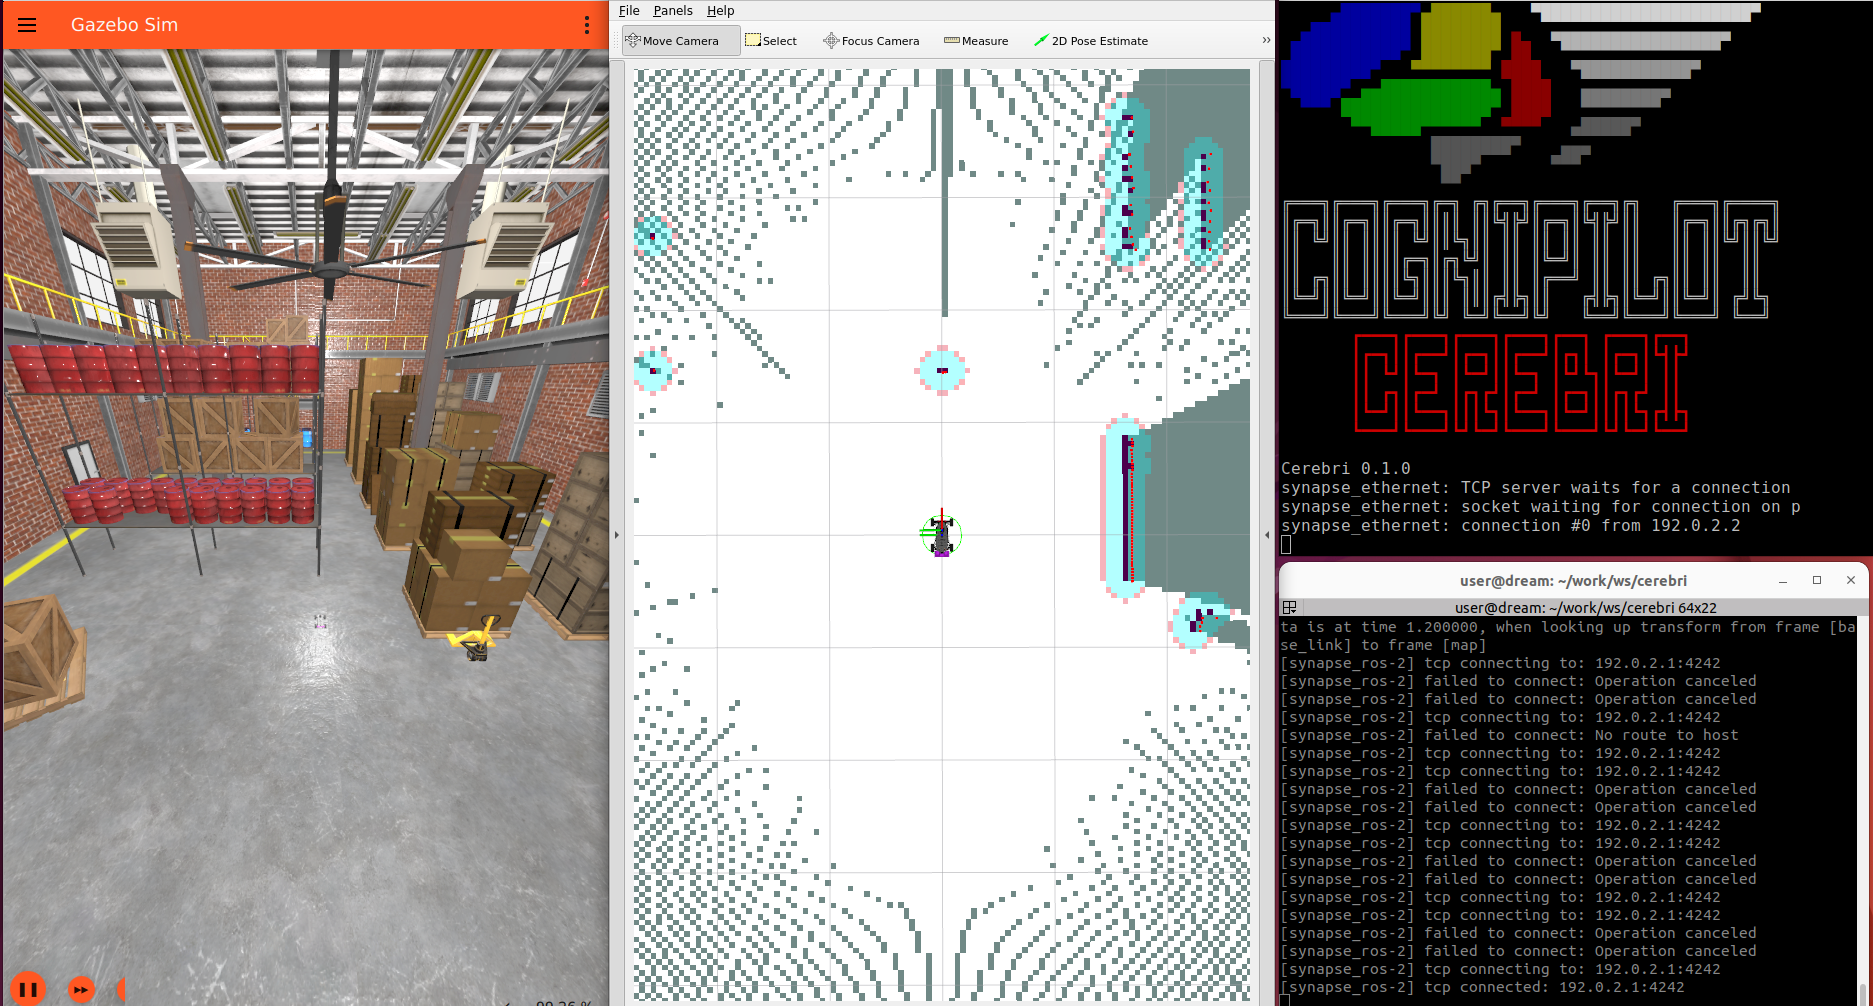 Gazebo Sim
File Panels Help
Move Camera Select Focus Camera Measure 2D Pose Estimate »
COGNIPILOT
CEREBRI
Cerebri 0.1.0
synapse_ethernet: TCP server waits for a connection
synapse_ethernet: socket waiting for connection on p
synapse_ethernet: connection #0 from 192.0.2.2
user@dream: ~/work/ws/cerebri
user@dream: ~/work/ws/cerebri 64x22
ta is at time 1.200000, when looking up transform from frame [ba
se_link] to frame [map]
[synapse_ros-2] tcp connecting to: 192.0.2.1:4242
[synapse_ros-2] failed to connect: Operation canceled
[synapse_ros-2] failed to connect: Operation canceled
[synapse_ros-2] tcp connecting to: 192.0.2.1:4242
[synapse_ros-2] failed to connect: No route to host
[synapse_ros-2] tcp connecting to: 192.0.2.1:4242
[synapse_ros-2] tcp connecting to: 192.0.2.1:4242
[synapse_ros-2] failed to connect: Operation canceled
[synapse_ros-2] failed to connect: Operation canceled
[synapse_ros-2] tcp connecting to: 192.0.2.1:4242
[synapse_ros-2] tcp connecting to: 192.0.2.1:4242
[synapse_ros-2] failed to connect: Operation canceled
[synapse_ros-2] failed to connect: Operation canceled
[synapse_ros-2] tcp connecting to: 192.0.2.1:4242
[synapse_ros-2] tcp connecting to: 192.0.2.1:4242
[synapse_ros-2] failed to connect: Operation canceled
[synapse_ros-2] failed to connect: Operation canceled
[synapse_ros-2] tcp connecting to: 192.0.2.1:4242
[synapse_ros-2] tcp connected: 192.0.2.1:4242